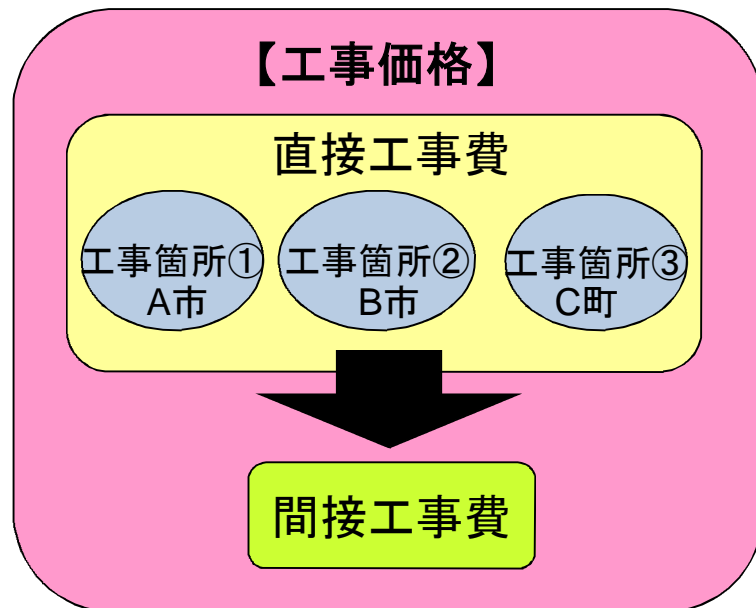 【工事価格】
直接工事費
工事箇所①
A市
工事箇所②
B市
工事箇所③
C町
間接工事費